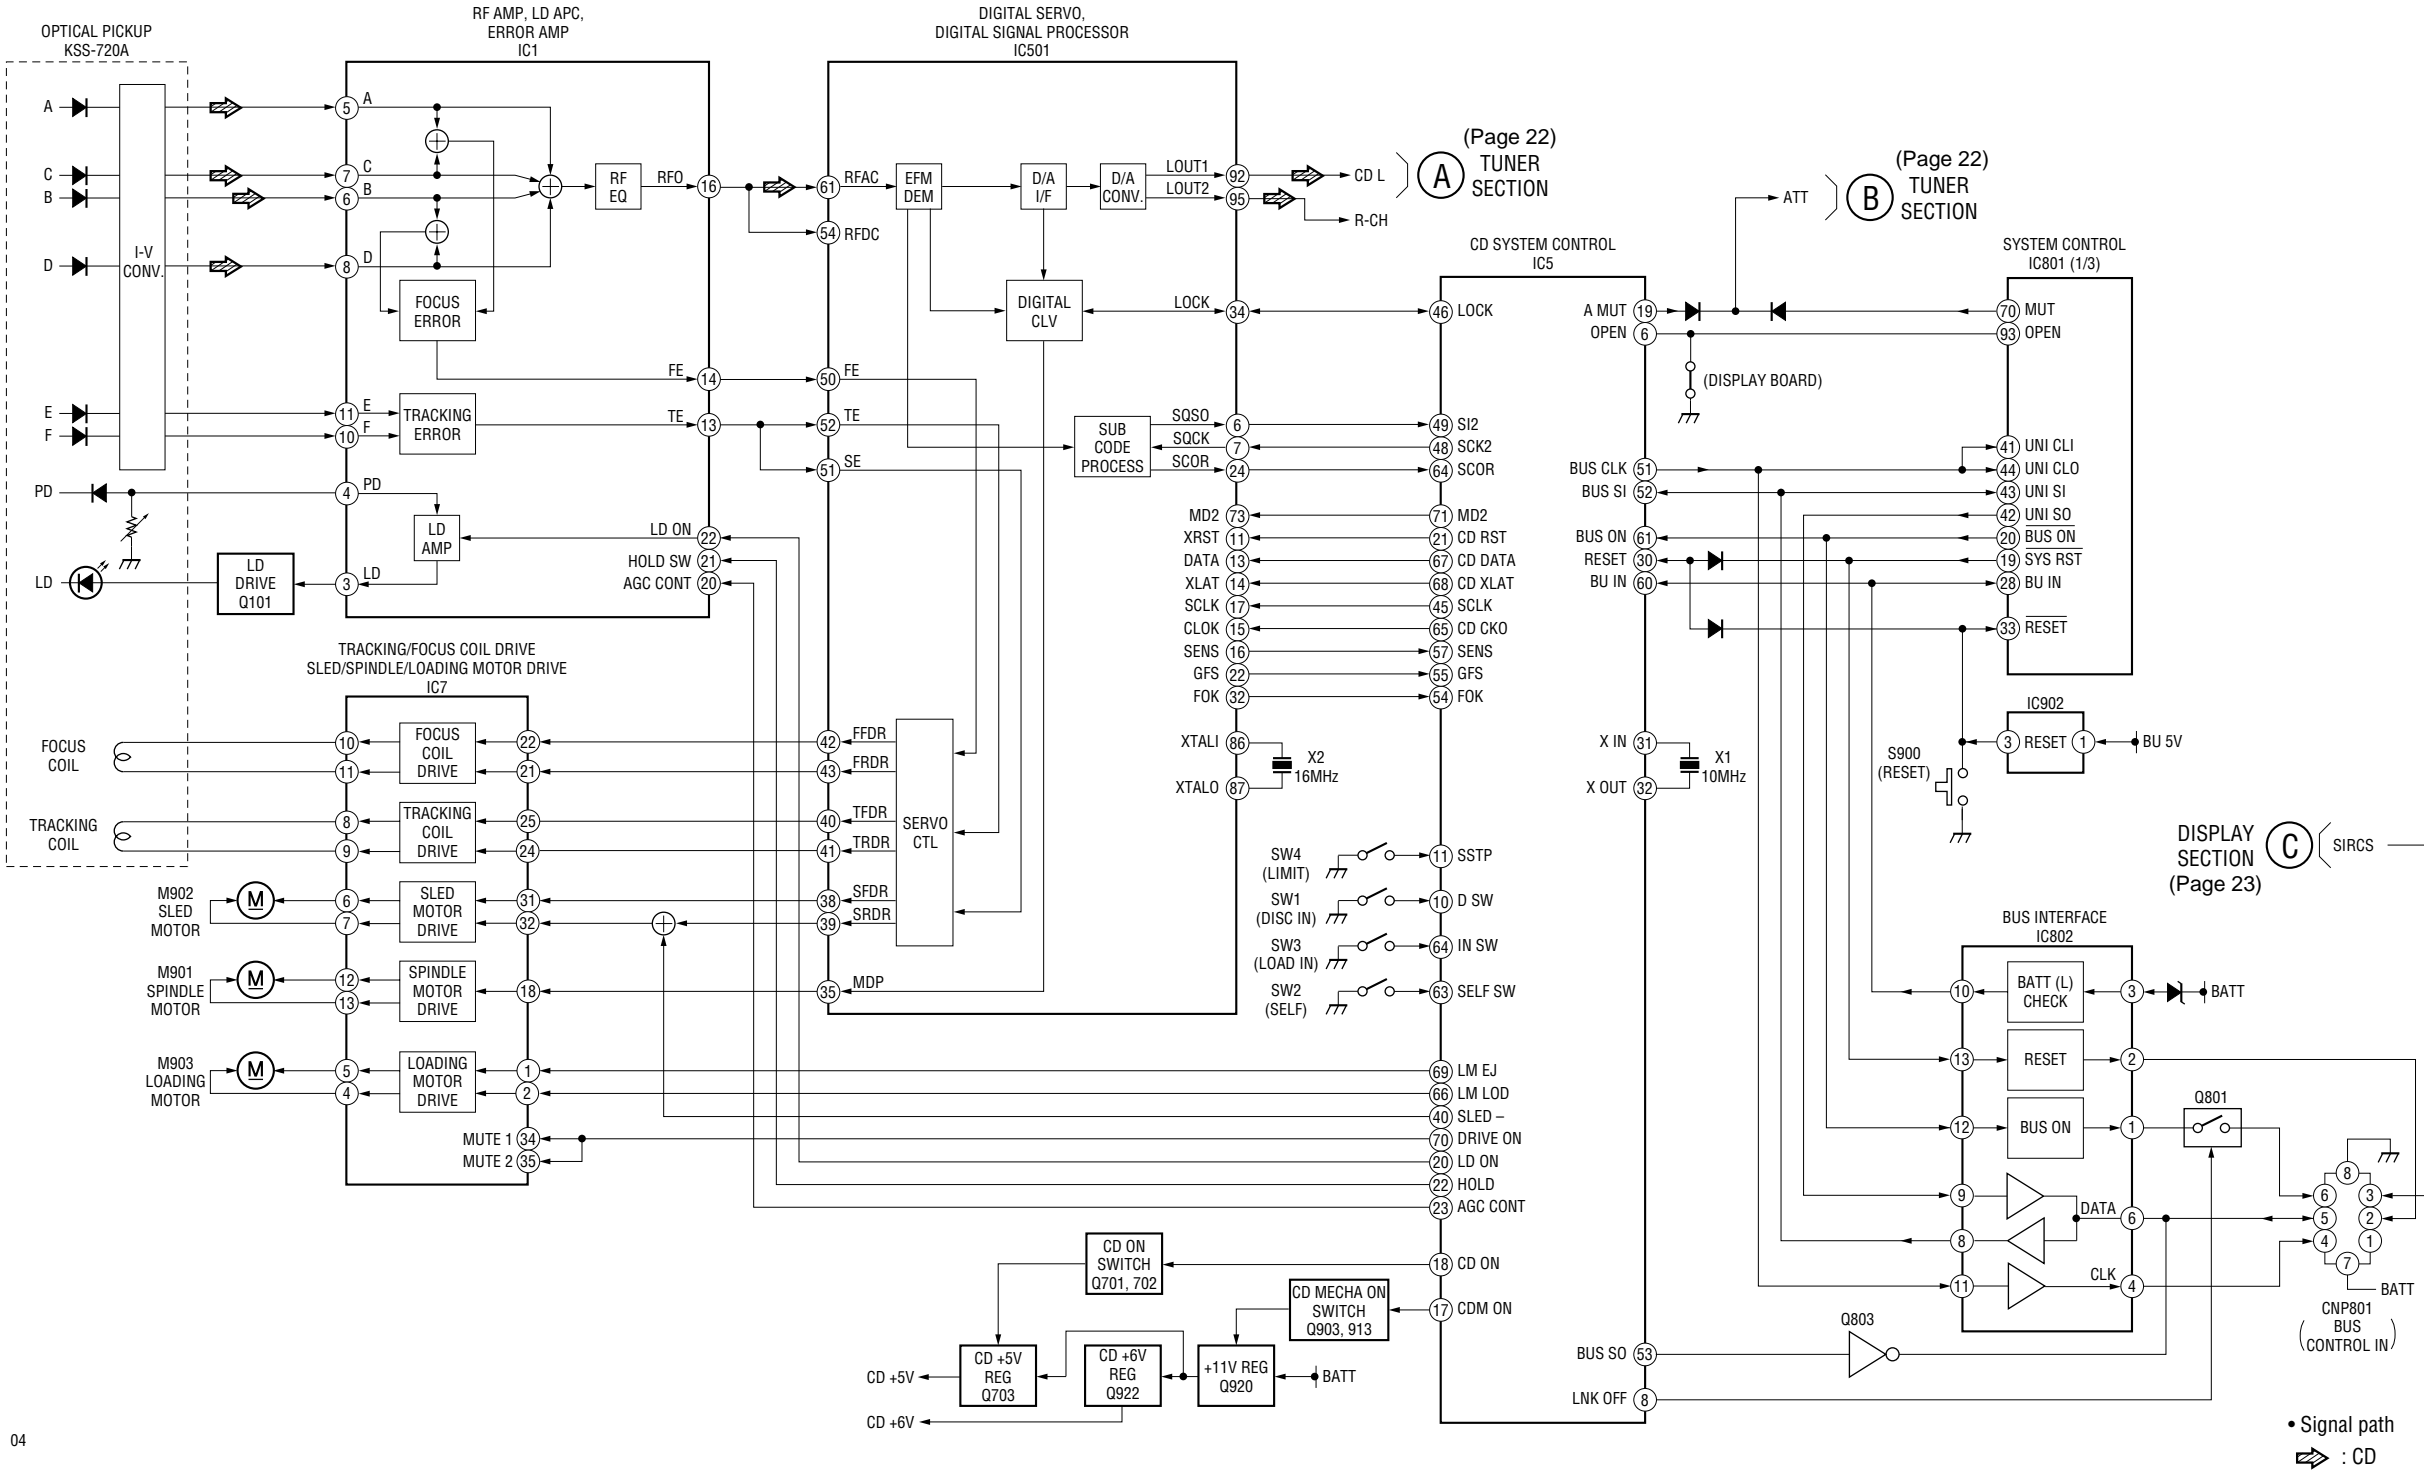 OPTICAL PICKUP
KSS-720A
RF AMP, LD APC,
ERROR AMP
IC1
DIGITAL SERVO,
DIGITAL SIGNAL PROCESSOR
IC501
A
C
B
D
E
F
PD
LD
I-V
CONV.
5 A
7 C
6 B
8 D
11 E
10 F
4 PD
3 LD
RF
EQ
RFO 16
FOCUS
ERROR
FE 14
TRACKING
ERROR
TE 13
LD
AMP
LD ON 22
HOLD SW 21
AGC CONT 20
LD
DRIVE
Q101
61 RFAC
54 RFDC
EFM
DEM
D/A
I/F
D/A
CONV.
LOUT1 92
LOUT2 95
CD L
R-CH
A
(Page 22)
TUNER
SECTION
DIGITAL
CLV
LOCK 34
50 FE
52 TE
51 SE
SUB
CODE
PROCESS
SQSO 6
SQCK 7
SCOR 24
MD2 73
XRST 11
DATA 13
XLAT 14
SCLK 17
CLOK 15
SENS 16
GFS 22
FOK 32
XTALI 86
XTALO 87
X2
16MHz
42 FFDR
43 FRDR
40 TFDR
41 TRDR
38 SFDR
39 SRDR
35 MDP
SERVO
CTL
TRACKING/FOCUS COIL DRIVE
SLED/SPINDLE/LOADING MOTOR DRIVE
IC7
FOCUS
COIL
10
11
FOCUS
COIL
DRIVE
22
21
TRACKING
COIL
8
9
TRACKING
COIL
DRIVE
25
24
M902
SLED
MOTOR
M
6
7
SLED
MOTOR
DRIVE
31
32
M901
SPINDLE
MOTOR
M
12
13
SPINDLE
MOTOR
DRIVE
18
M903
LOADING
MOTOR
M
5
4
LOADING
MOTOR
DRIVE
1
2
MUTE 1 34
MUTE 2 35
CD SYSTEM CONTROL
IC5
46 LOCK
49 SI2
48 SCK2
64 SCOR
71 MD2
21 CD RST
67 CD DATA
68 CD XLAT
45 SCLK
65 CD CKO
57 SENS
55 GFS
54 FOK
SW4
(LIMIT)
11 SSTP
SW1
(DISC IN)
10 D SW
SW3
(LOAD IN)
64 IN SW
SW2
(SELF)
63 SELF SW
69 LM EJ
66 LM LOD
40 SLED –
70 DRIVE ON
20 LD ON
22 HOLD
23 AGC CONT
18 CD ON
17 CDM ON
CD ON
SWITCH
Q701, 702
CD MECHA ON
SWITCH
Q903, 913
CD +5V
REG
Q703
CD +6V
REG
Q922
+11V REG
Q920
BATT
CD +5V
CD +6V
A MUT 19
OPEN 6
BUS CLK 51
BUS SI 52
BUS ON 61
RESET 30
BU IN 60
X IN 31
X OUT 32
X1
10MHz
BUS SO 53
LNK OFF 8
ATT
B
(Page 22)
TUNER
SECTION
(DISPLAY BOARD)
SYSTEM CONTROL
IC801 (1/3)
70 MUT
93 OPEN
41 UNI CLI
44 UNI CLO
43 UNI SI
42 UNI SO
20 BUS ON
19 SYS RST
28 BU IN
33 RESET
IC902
3 RESET 1
BU 5V
S900
(RESET)
DISPLAY
SECTION
(Page 23)
C
SIRCS
BUS INTERFACE
IC802
10
BATT (L)
CHECK
3
BATT
13
RESET
2
12
BUS ON
1
9
DATA 6
8
11
CLK 4
Q801
Q803
8
6
3
5
2
4
1
7
BATT
CNP801
BUS
CONTROL IN
• Signal path
: CD
04